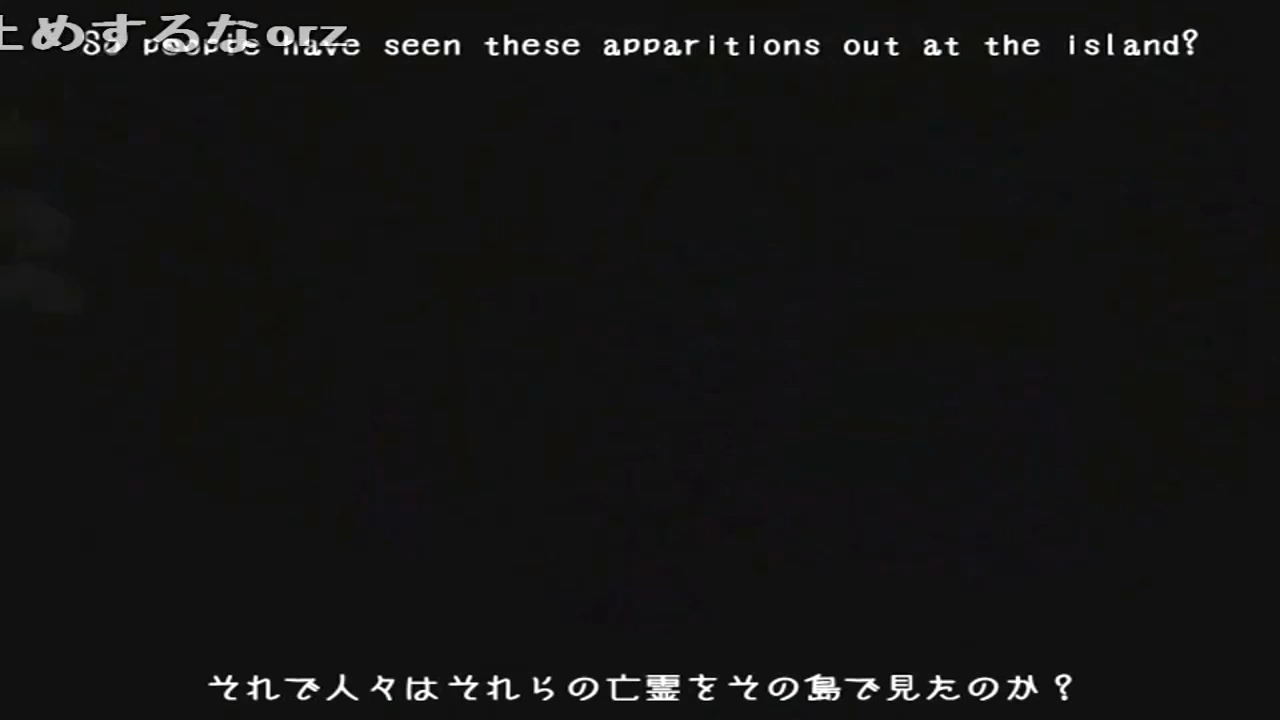 止めするなorz
So people have seen these apparitions out at the island?
それで人々はそれらの亡霊をその島で見たのか？